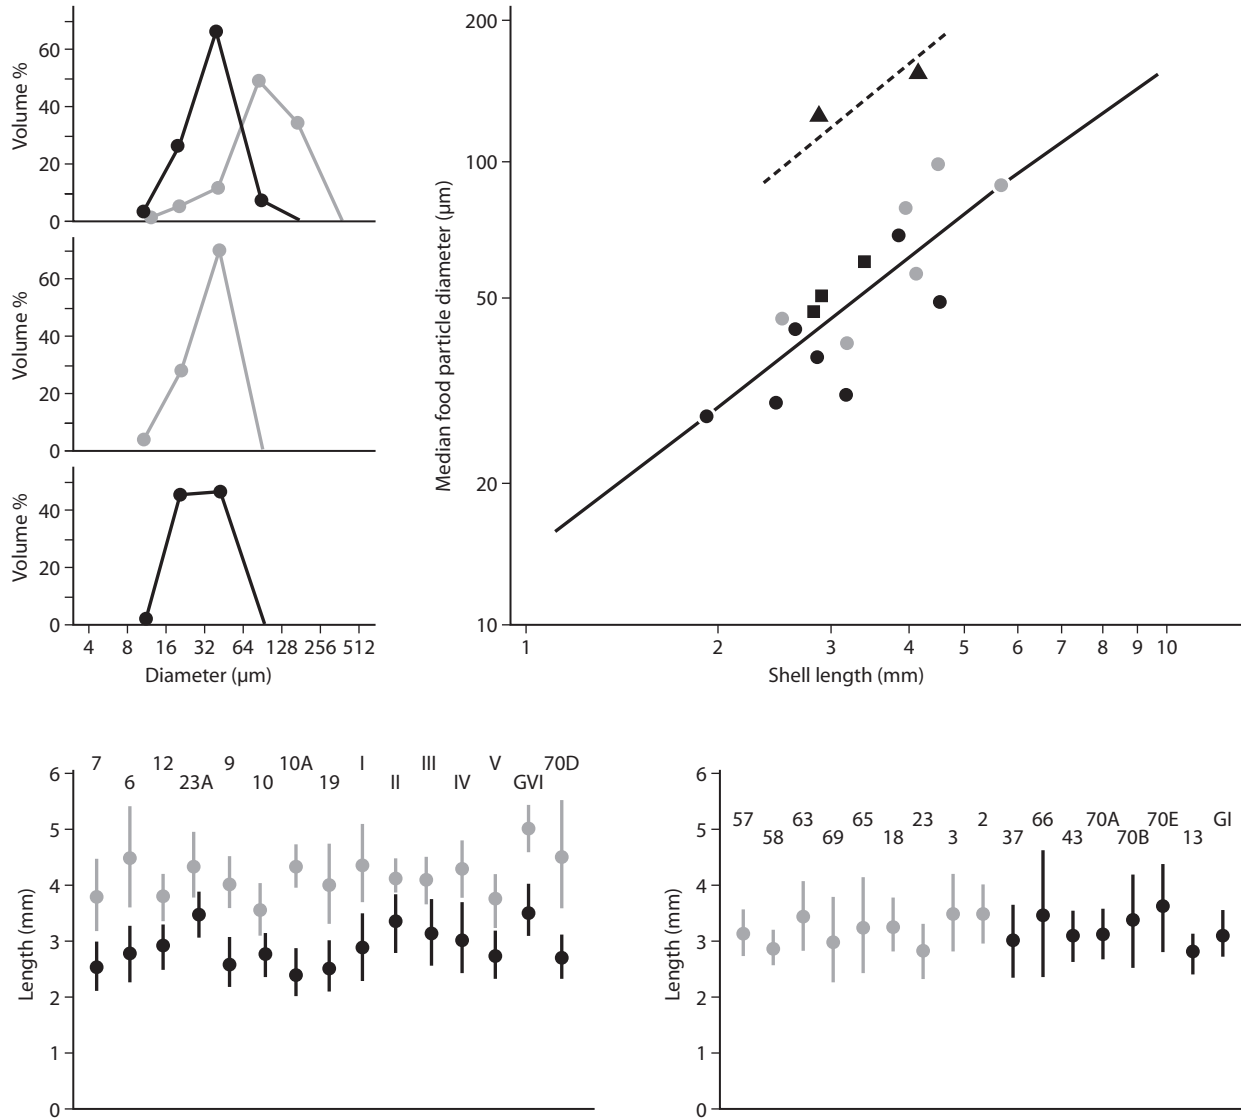 Volume %
60
40
20
0
Volume %
60
40
20
0
Volume %
40
20
0
4 8 16 32 64 128 256 512
Diameter (µm)
Median food particle diameter (µm)
200
100
50
20
10
1 2 3 4 5 6 7 8 9 10
Shell length (mm)
Length (mm)
6
5
4
3
2
1
0
7 12 9 10A I III V 70D
6 23A 10 19 II IV GVI
Length (mm)
6
5
4
3
2
1
0
57 63 65 23 2 66 70A 70E GI
58 69 18 3 37 43 70B 13